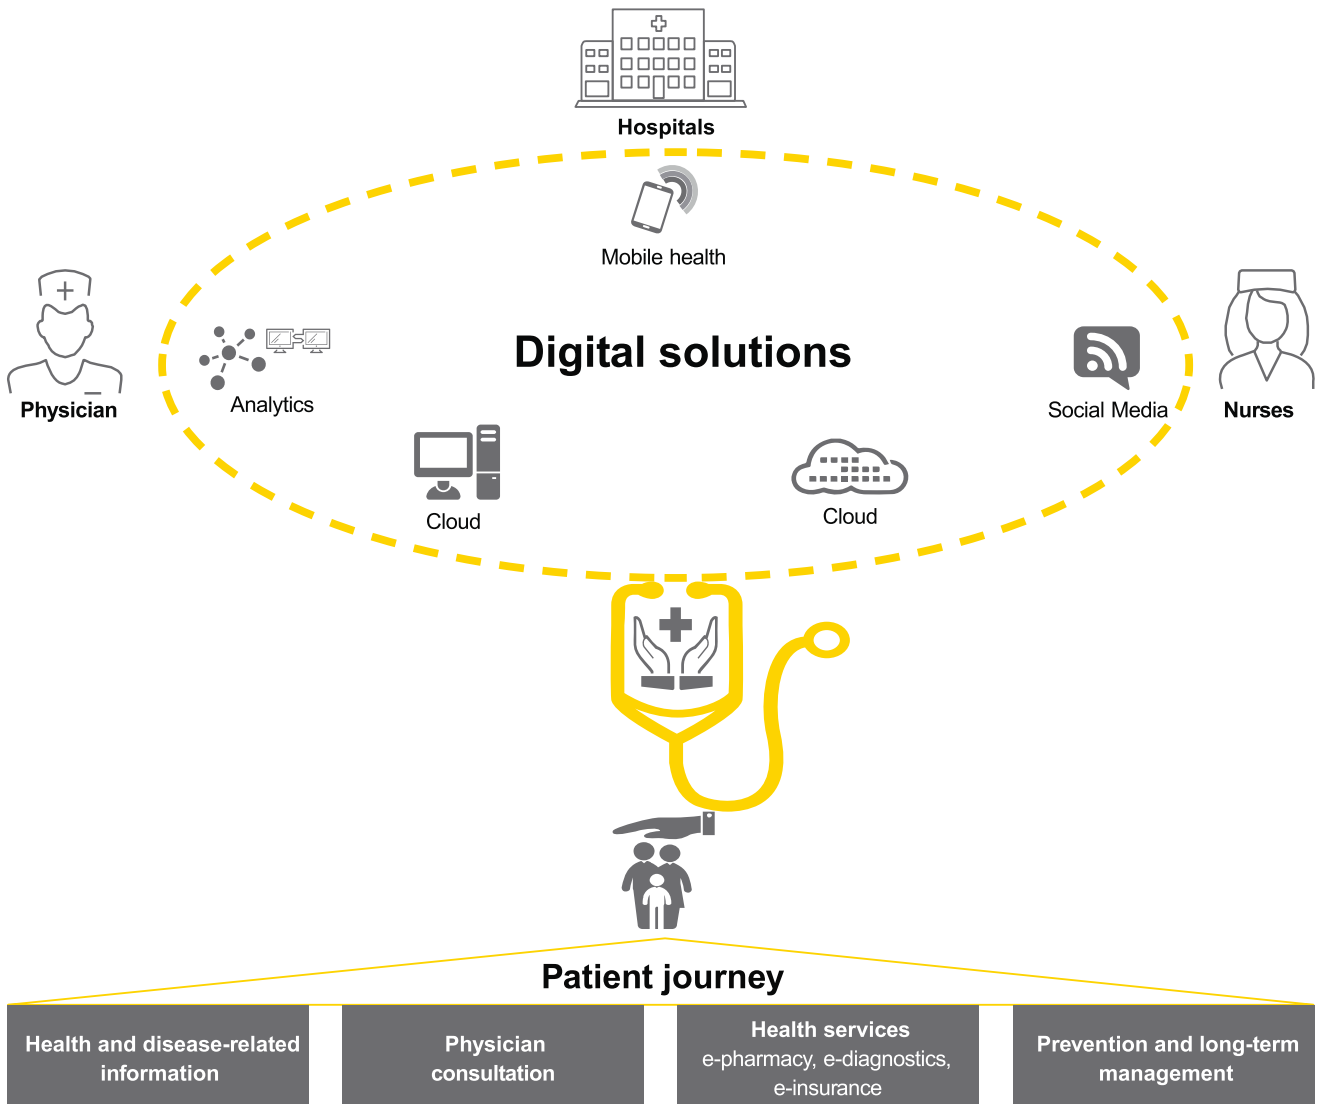 Hospitals
Mobile health
Digital solutions
Physician
Analytics
Social Media
Nurses
Cloud
Cloud
Patient journey
Health and disease-related
information
Physician
consultation
Health services
e-pharmacy, e-diagnostics,
e-insurance
Prevention and long-term
management